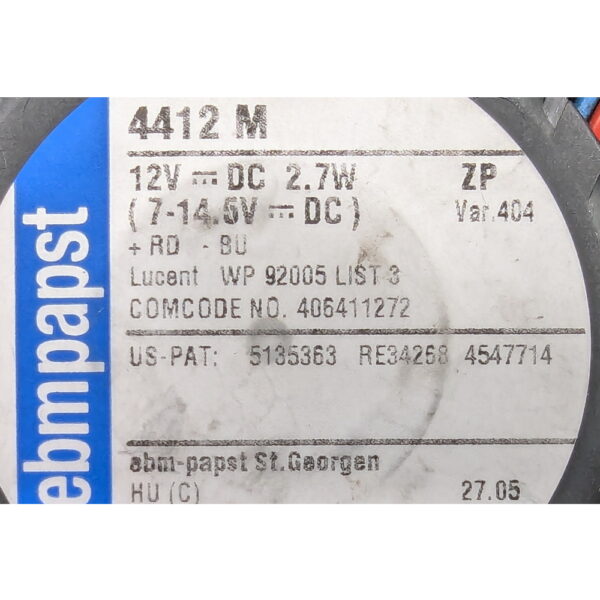 ebmpapst
4412 M
12V ⎓ DC 2.7W ZP
( 7-14.5V ⎓ DC ) Var.404
+ RD - BU
Lucent WP 92005 LIST 3
COMCODE NO. 406411272
US-PAT: 5135363 RE34268 4547714
ebm-papst St.Georgen
HU (C) 27.05